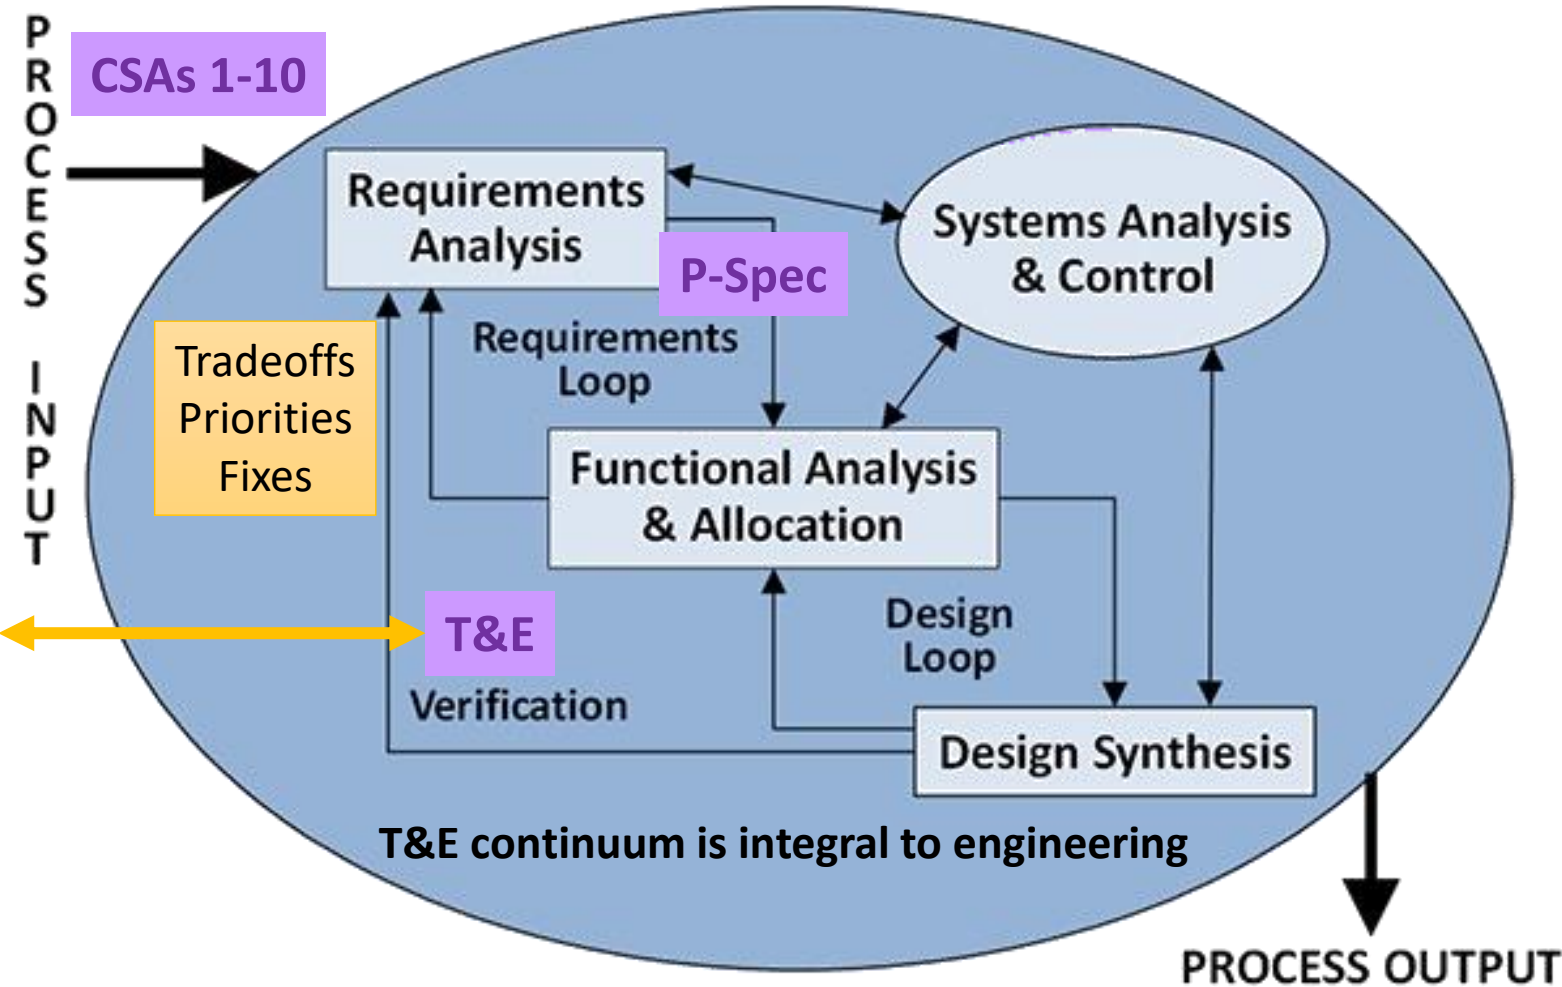 PROCESS INPUT
CSAs 1-10
Requirements
Analysis
Systems Analysis
& Control
P-Spec
Requirements
Loop
Tradeoffs
Priorities
Fixes
Functional Analysis
& Allocation
T&E
Design
Loop
Verification
Design Synthesis
T&E continuum is integral to engineering
PROCESS OUTPUT